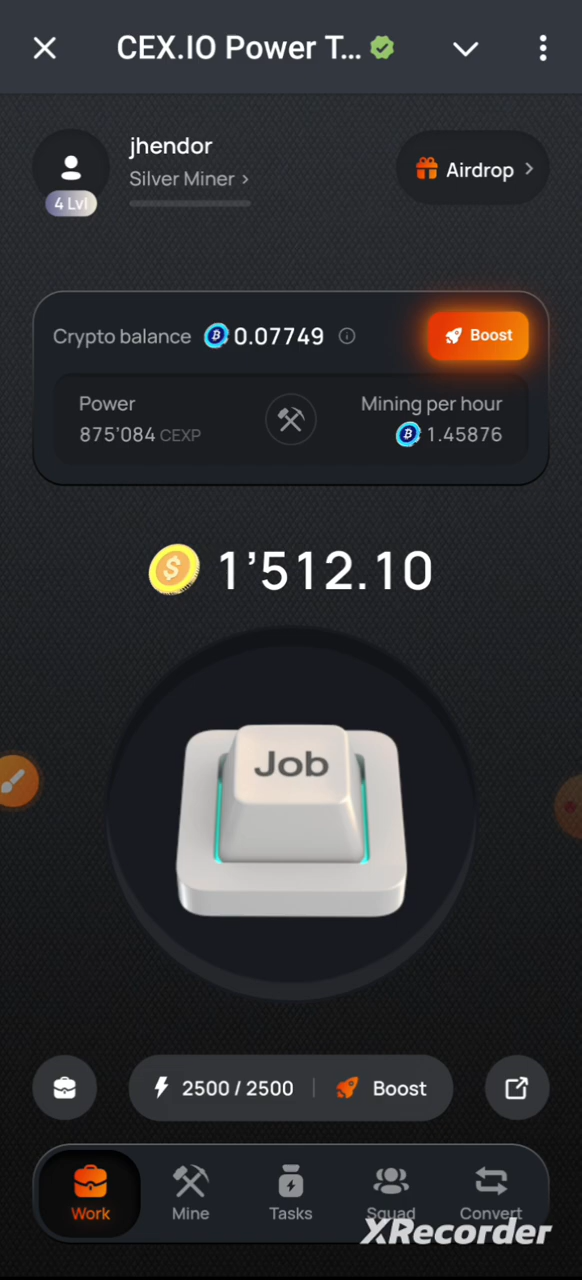 CEX.IO Power T...
jhendor
Silver Miner >
4 Lvl
Airdrop >
Crypto balance 0.07749
Boost
Power
875'084 CEXP
Mining per hour
1.45876
1'512.10
Job
2500 / 2500 | Boost
Work
Mine
Tasks
Squad
Convert
XRecorder